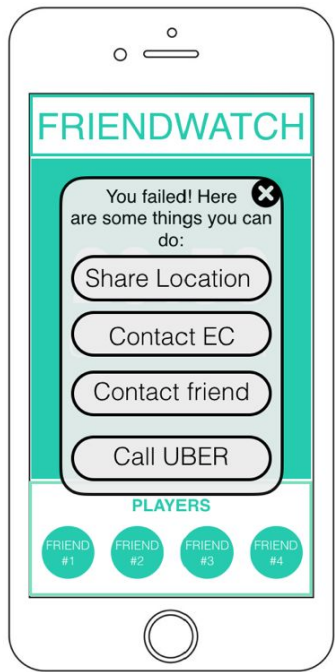 FRIENDWATCH
You failed! Here
are some things you can
do:
Share Location
Contact EC
Contact friend
Call UBER
PLAYERS
FRIEND
#1
FRIEND
#2
FRIEND
#3
FRIEND
#4